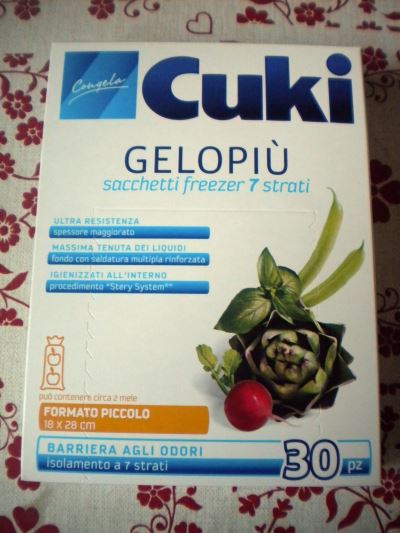 Congela
Cuki
GELOPIÙ
sacchetti freezer 7 strati
ULTRA RESISTENZA
spessore maggiorato
MASSIMA TENUTA DEI LIQUIDI
fondo con saldatura multipla rinforzata
IGIENIZZATI ALL'INTERNO
procedimento "Stery System®"
può contenere circa 2 mele
FORMATO PICCOLO
18 x 28 cm
BARRIERA AGLI ODORI
isolamento a 7 strati
30 pz